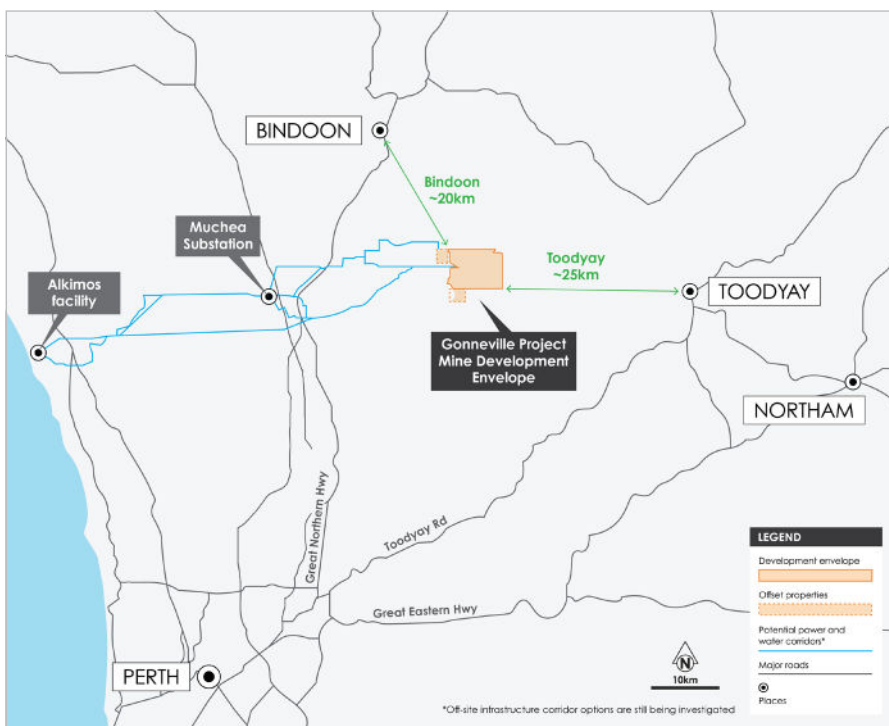 BINDOON
Bindoon
~20km
Muchea
Substation
Toodyay
~25km
Alkimos
facility
TOODYAY
Gonneville Project
Mine Development
Envelope
NORTHAM
Great Northern Hwy
Toodyay Rd
Great Eastern Hwy
PERTH
N
10km
*Off-site infrastructure corridor options are still being investigated
LEGEND
Development envelope
Offset properties
Potential power and
water corridors*
Major roads
Places